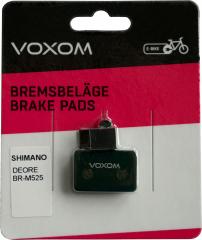 VOXOM
E-BIKE
BREMSBELÄGE
BRAKE PADS
VOXOM
SHIMANO
DEORE
BR-M525